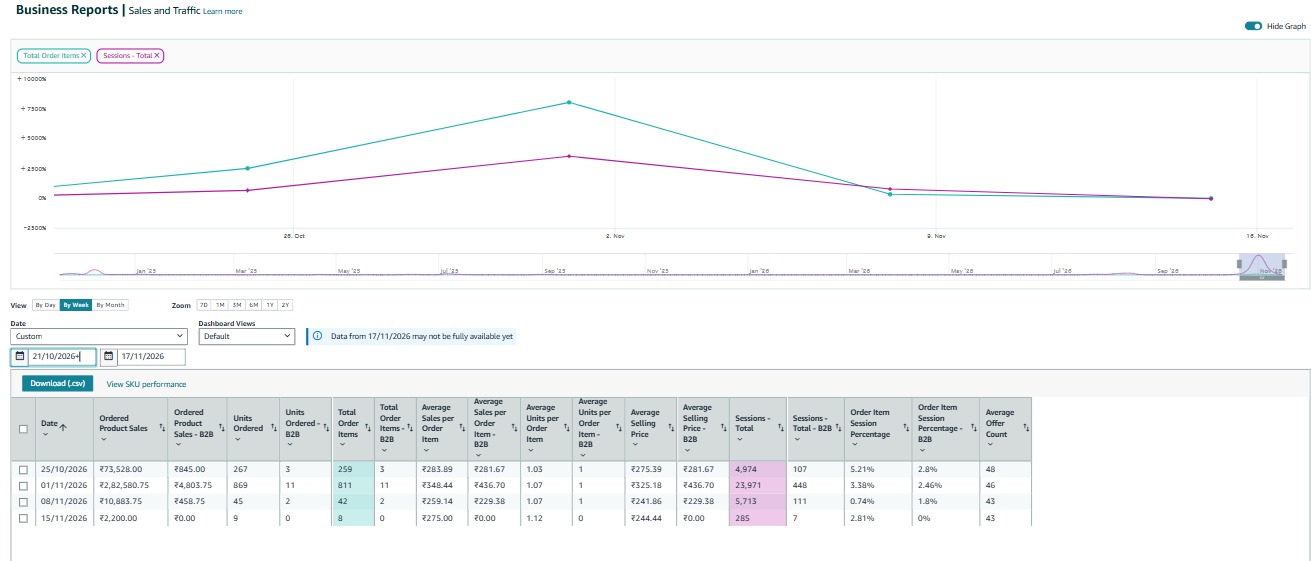 Business Reports | Sales and Traffic Learn more
Hide Graph
Total Order Items × Sessions - Total ×
+ 10000%
+ 7500%
+ 5000%
+ 2500%
0%
-2500%
26. Oct 2. Nov 9. Nov 16. Nov
Jan '25 Mar '25 May '25 Jul '25 Sep '25 Nov '25 Jan '26 Mar '26 May '26 Jul '26 Sep '26 Nov '26
View By Day By Week By Month Zoom 7D 1M 3M 6M 1Y 2Y
Date Dashboard Views
Custom Default Data from 17/11/2026 may not be fully available yet
21/10/2026+ 17/11/2026
Download (.csv) View SKU performance
Date
Ordered Product Sales
Ordered Product Sales - B2B
Units Ordered
Units Ordered - B2B
Total Order Items
Total Order Items - B2B
Average Sales per Order Item
Average Sales per Order Item - B2B
Average Units per Order Item
Average Units per Order Item - B2B
Average Selling Price
Average Selling Price - B2B
Sessions - Total
Sessions - Total - B2B
Order Item Session Percentage
Order Item Session Percentage - B2B
Average Offer Count
25/10/2026 ₹73,528.00 ₹845.00 267 3 259 3 ₹283.89 ₹281.67 1.03 1 ₹275.39 ₹281.67 4,974 107 5.21% 2.8% 48
01/11/2026 ₹2,82,580.75 ₹4,803.75 869 11 811 11 ₹348.44 ₹436.70 1.07 1 ₹325.18 ₹436.70 23,971 448 3.38% 2.46% 46
08/11/2026 ₹10,883.75 ₹458.75 45 2 42 2 ₹259.14 ₹229.38 1.07 1 ₹241.86 ₹229.38 5,713 111 0.74% 1.8% 43
15/11/2026 ₹2,200.00 ₹0.00 9 0 8 0 ₹275.00 ₹0.00 1.12 0 ₹244.44 ₹0.00 285 7 2.81% 0% 43